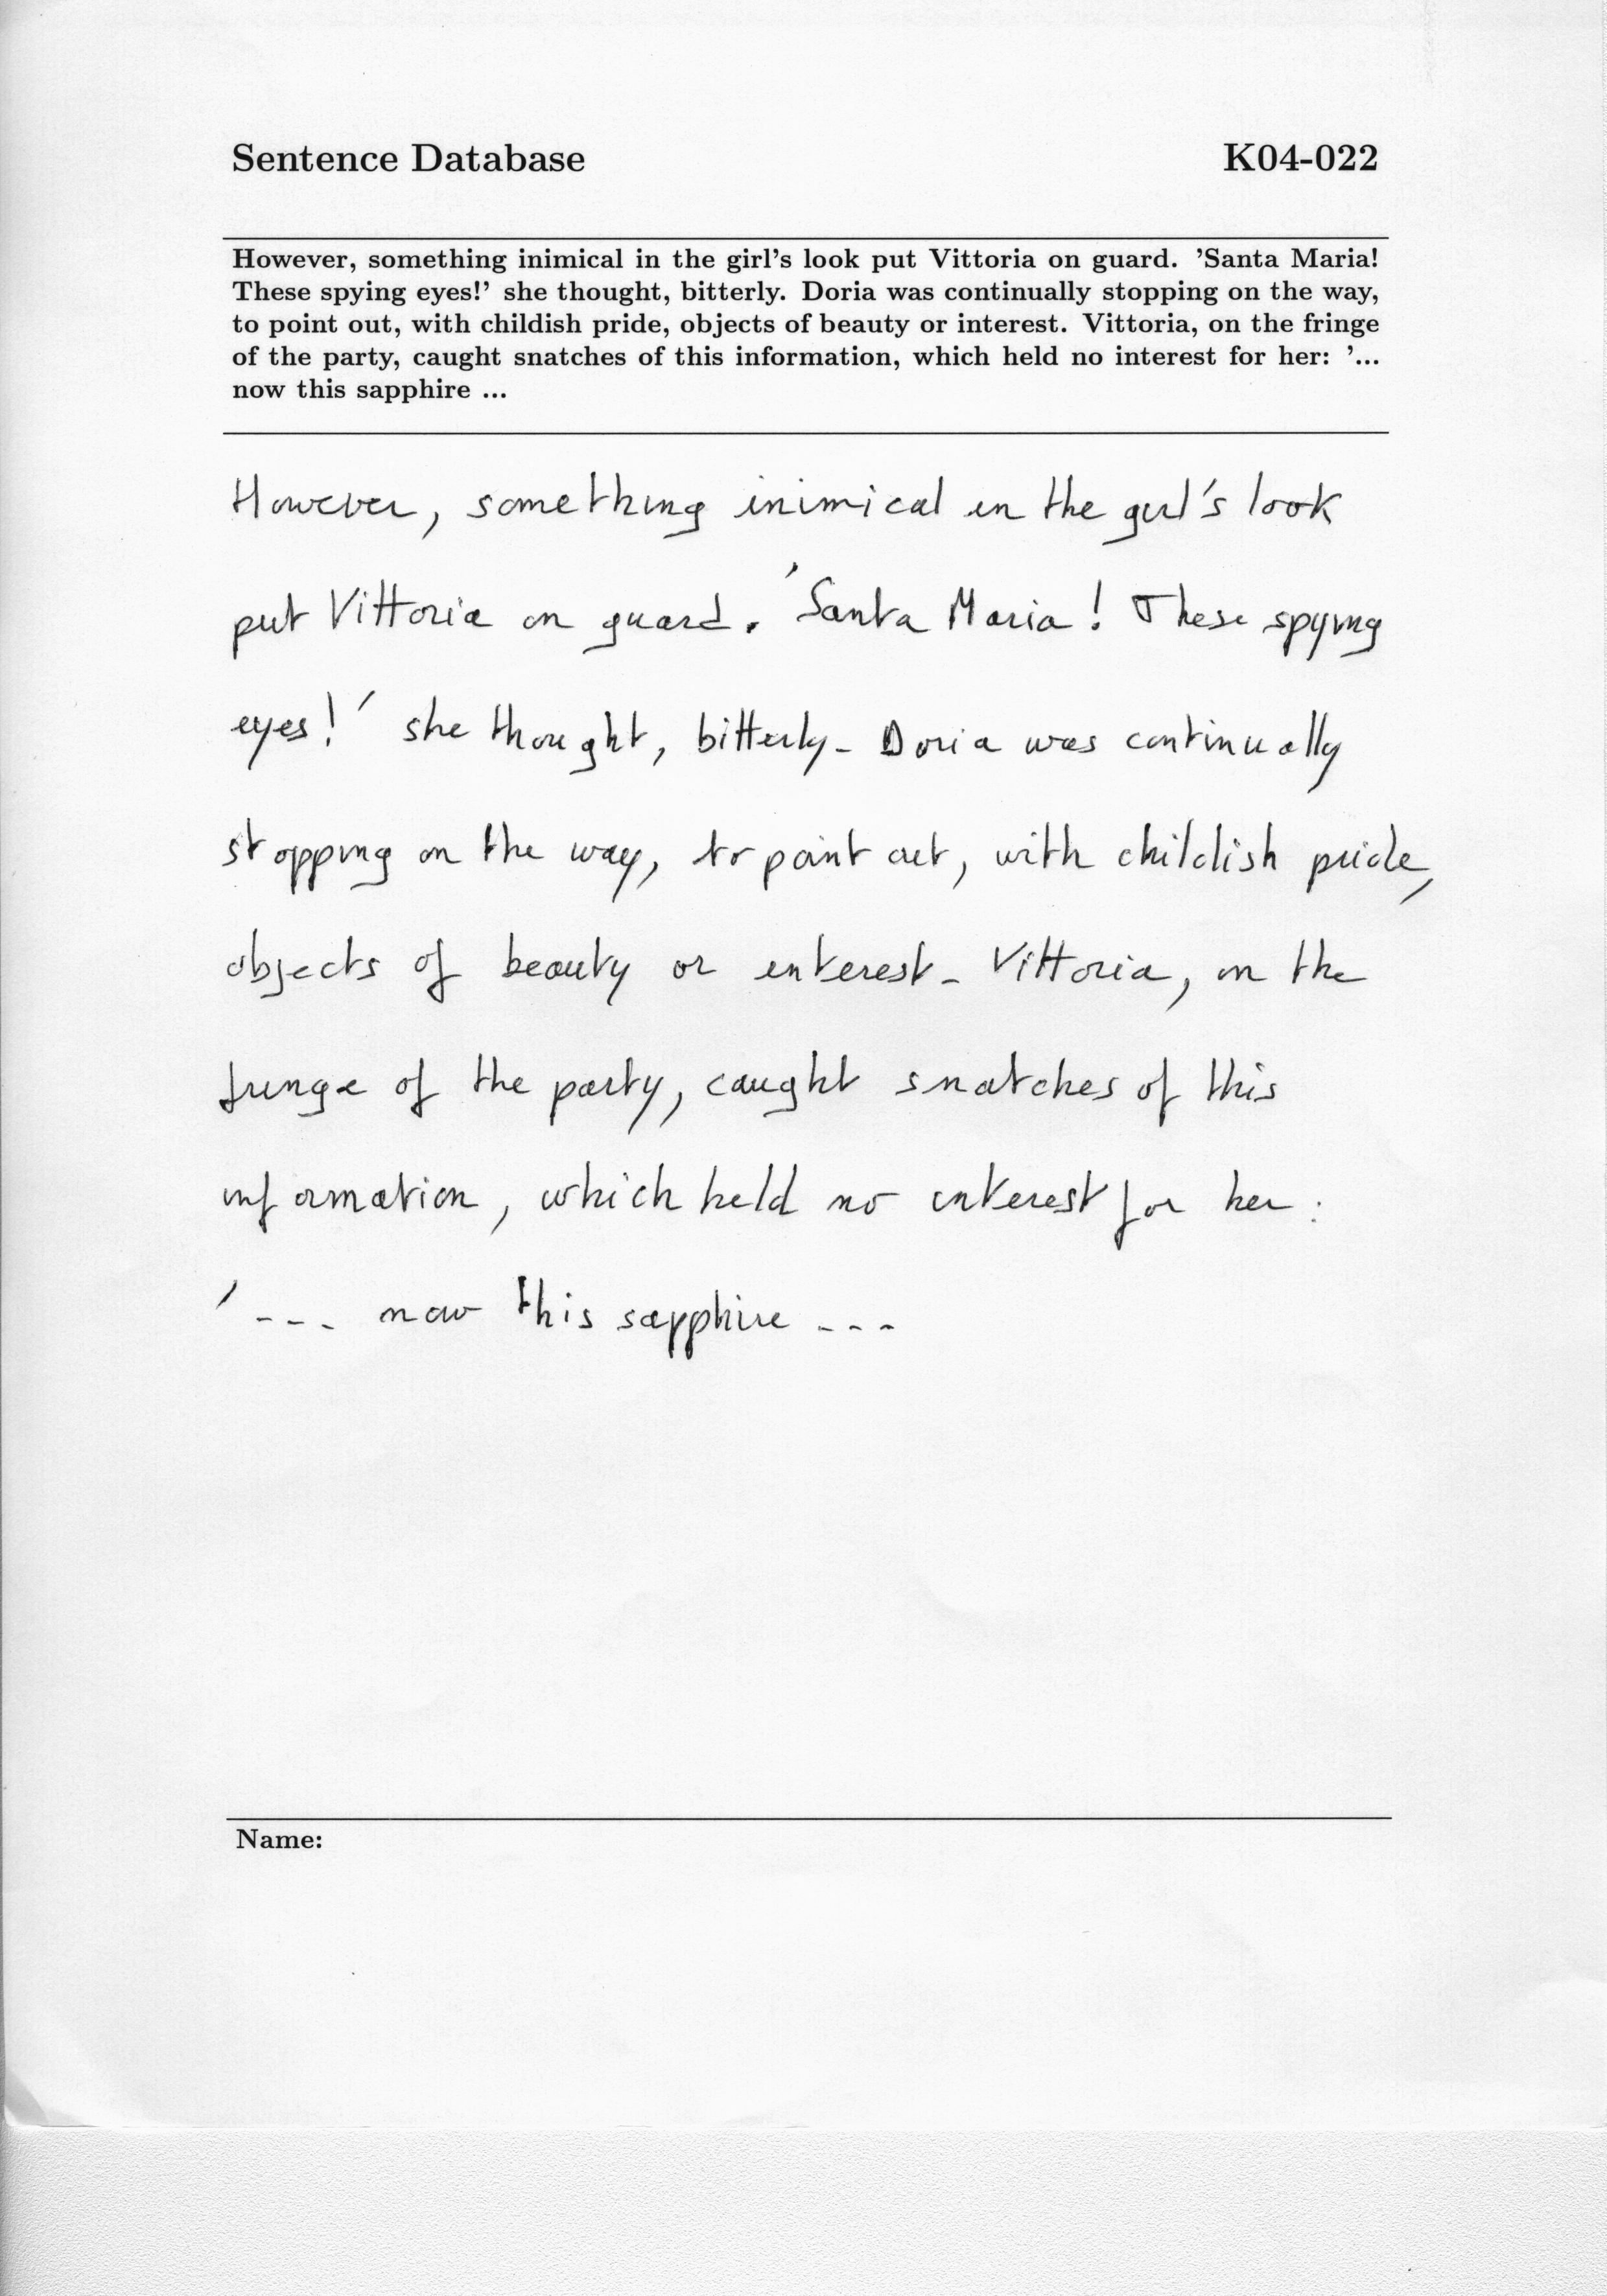 Sentence Database K04-022
However, something inimical in the girl's look put Vittoria on guard. 'Santa Maria!
These spying eyes!' she thought, bitterly. Doria was continually stopping on the way,
to point out, with childish pride, objects of beauty or interest. Vittoria, on the fringe
of the party, caught snatches of this information, which held no interest for her: '...
now this sapphire ...
However, something inimical in the girl's look
put Vittoria on guard. 'Santa Maria! These spying
eyes!' she thought, bitterly. Doria was continually
stopping on the way, to point out, with childish pride,
objects of beauty or interest. Vittoria, on the
fringe of the party, caught snatches of this
information, which held no interest for her:
'... now this sapphire ...
Name: